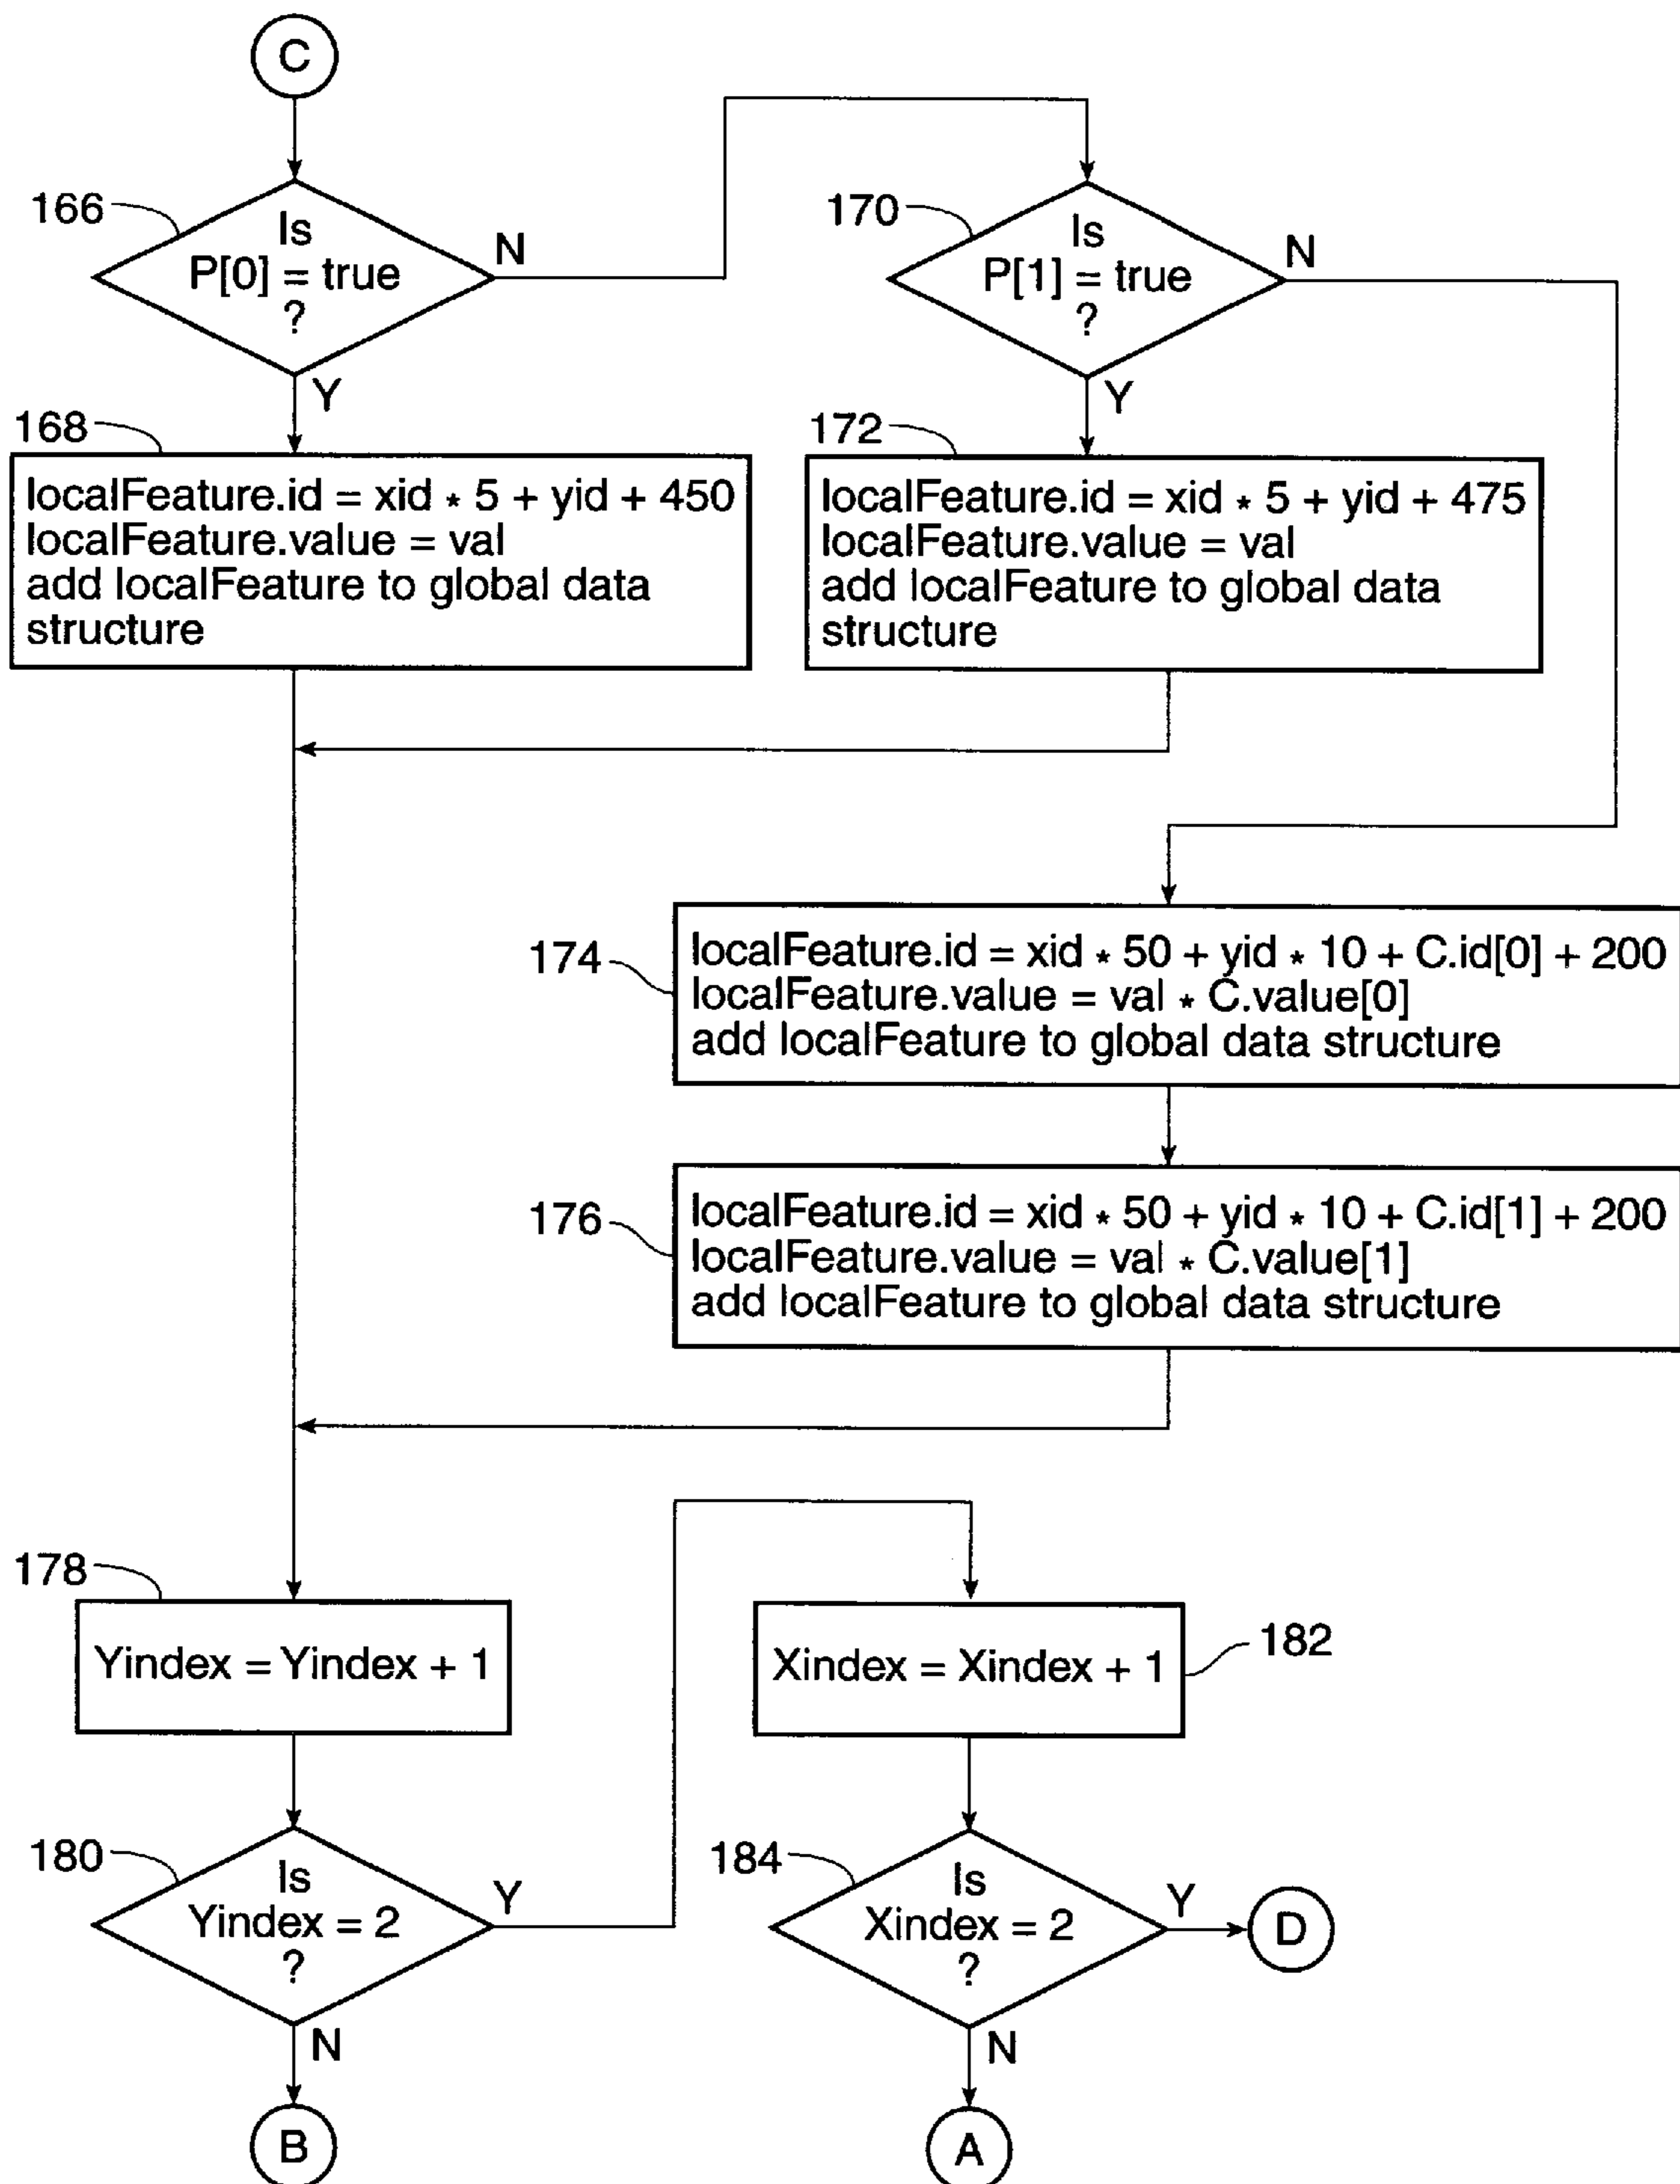 C
166
Is
P[0] = true
?
N
Y
170
Is
P[1] = true
?
N
Y
168
localFeature.id = xid * 5 + yid + 450
localFeature.value = val
add localFeature to global data
structure
172
localFeature.id = xid * 5 + yid + 475
localFeature.value = val
add localFeature to global data
structure
174
localFeature.id = xid * 50 + yid * 10 + C.id[0] + 200
localFeature.value = val * C.value[0]
add localFeature to global data structure
176
localFeature.id = xid * 50 + yid * 10 + C.id[1] + 200
localFeature.value = val * C.value[1]
add localFeature to global data structure
178
Yindex = Yindex + 1
182
Xindex = Xindex + 1
180
Is
Yindex = 2
?
Y
N
184
Is
Xindex = 2
?
Y
N
D
B
A